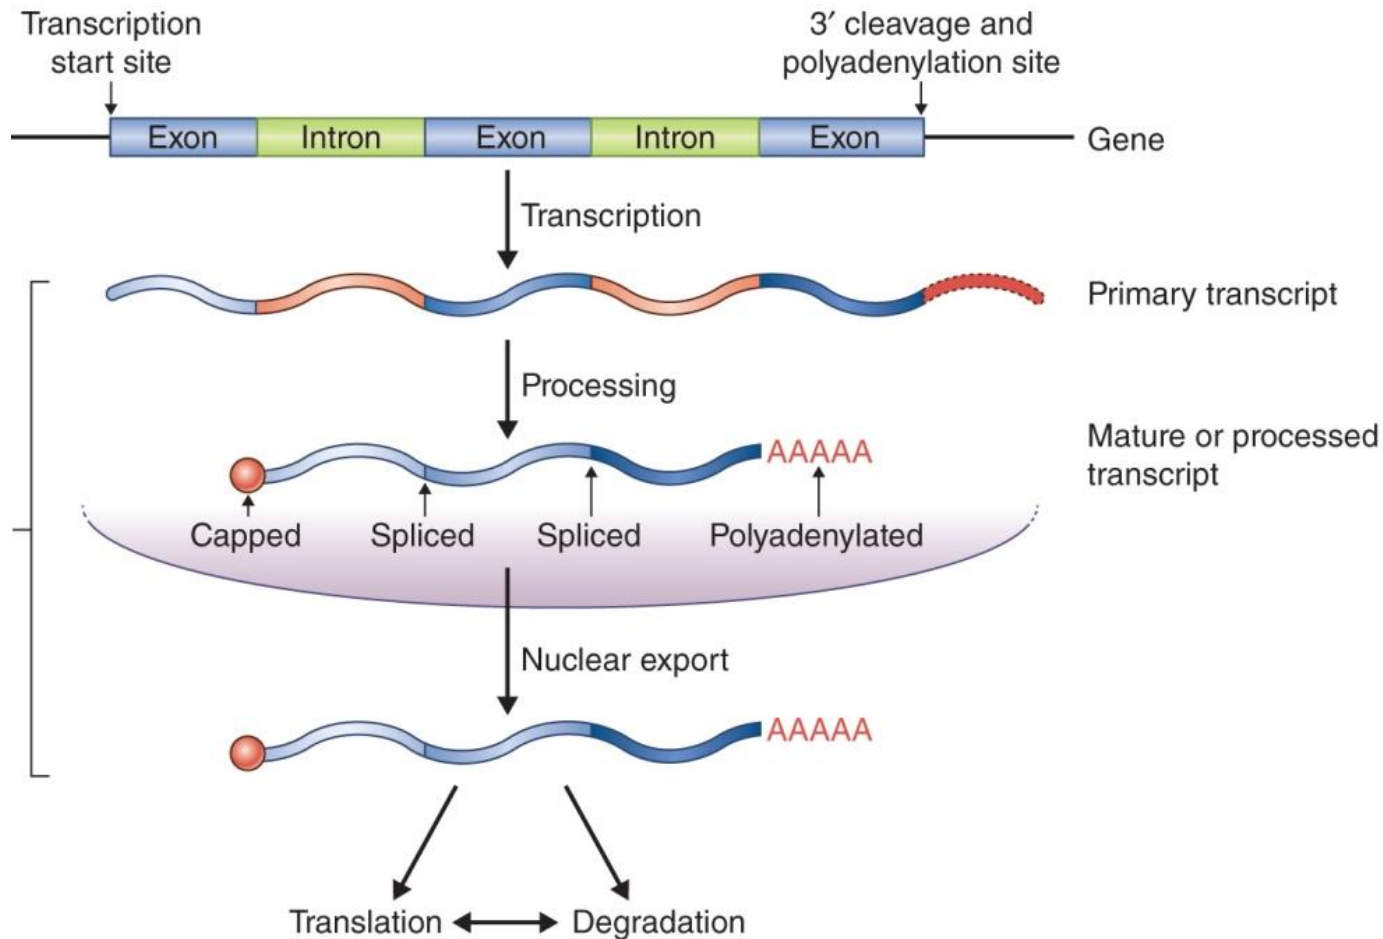 Transcription
start site
3′ cleavage and
polyadenylation site
Exon Intron Exon Intron Exon
Gene
Transcription
Primary transcript
Processing
AAAAA
Mature or processed
transcript
Capped Spliced Spliced Polyadenylated
Nuclear export
AAAAA
Translation Degradation